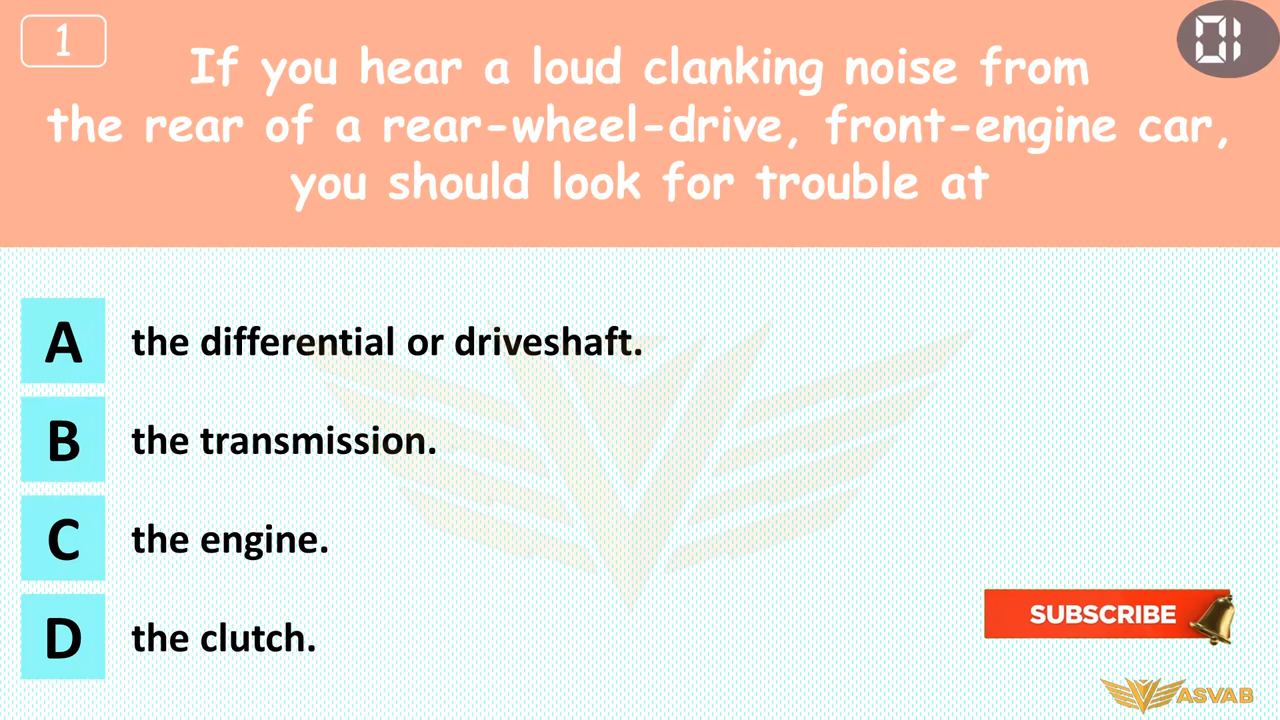 1
01
If you hear a loud clanking noise from
the rear of a rear-wheel-drive, front-engine car,
you should look for trouble at
A the differential or driveshaft.
B the transmission.
C the engine.
D the clutch.
SUBSCRIBE
ASVAB